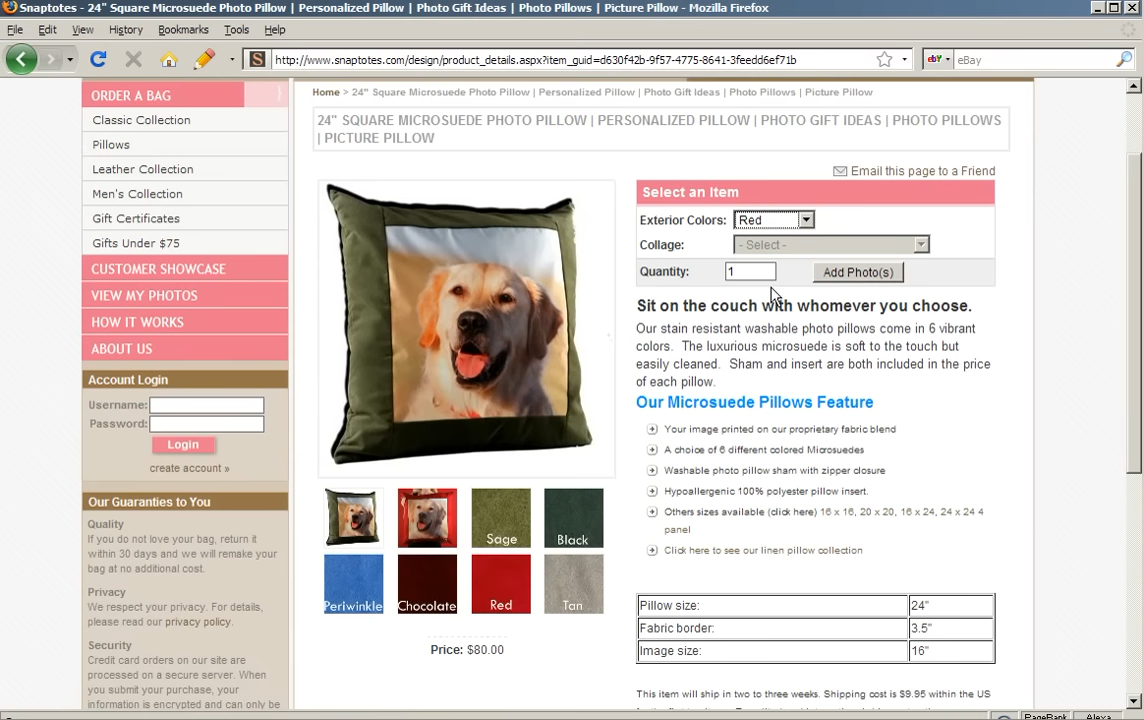 Snaptotes - 24" Square Microsuede Photo Pillow | Personalized Pillow | Photo Gift Ideas | Photo Pillows | Picture Pillow - Mozilla Firefox
File Edit View History Bookmarks Tools Help
http://www.snaptotes.com/design/product_details.aspx?item_guid=d630f42b-9f57-4775-8641-3feedd6ef71b
eBay
ORDER A BAG
Classic Collection
Pillows
Leather Collection
Men's Collection
Gift Certificates
Gifts Under $75
CUSTOMER SHOWCASE
VIEW MY PHOTOS
HOW IT WORKS
ABOUT US
Account Login
Username:
Password:
Login
create account »
Our Guaranties to You
Quality
If you do not love your bag, return it
within 30 days and we will remake your
bag at no additional cost.
Privacy
We respect your privacy. For details,
please read our privacy policy.
Security
Credit card orders on our site are
processed on a secure server. When
you submit your purchase, your
information is encrypted and can only be
Home > 24" Square Microsuede Photo Pillow | Personalized Pillow | Photo Gift Ideas | Photo Pillows | Picture Pillow
24" SQUARE MICROSUEDE PHOTO PILLOW | PERSONALIZED PILLOW | PHOTO GIFT IDEAS | PHOTO PILLOWS
| PICTURE PILLOW
Email this page to a Friend
Select an Item
Exterior Colors: Red
Collage: - Select -
Quantity: 1 Add Photo(s)
Sit on the couch with whomever you choose.
Our stain resistant washable photo pillows come in 6 vibrant
colors. The luxurious microsuede is soft to the touch but
easily cleaned. Sham and insert are both included in the price
of each pillow.
Our Microsuede Pillows Feature
Your image printed on our proprietary fabric blend
A choice of 6 different colored Microsuedes
Washable photo pillow sham with zipper closure
Hypoallergenic 100% polyester pillow insert.
Others sizes available (click here) 16 x 16, 20 x 20, 16 x 24, 24 x 24 4
panel
Click here to see our linen pillow collection
Sage Black
Periwinkle Chocolate Red Tan
Price: $80.00
Pillow size: 24"
Fabric border: 3.5"
Image size: 16"
This item will ship in two to three weeks. Shipping cost is $9.95 within the US
PageRank Alexa